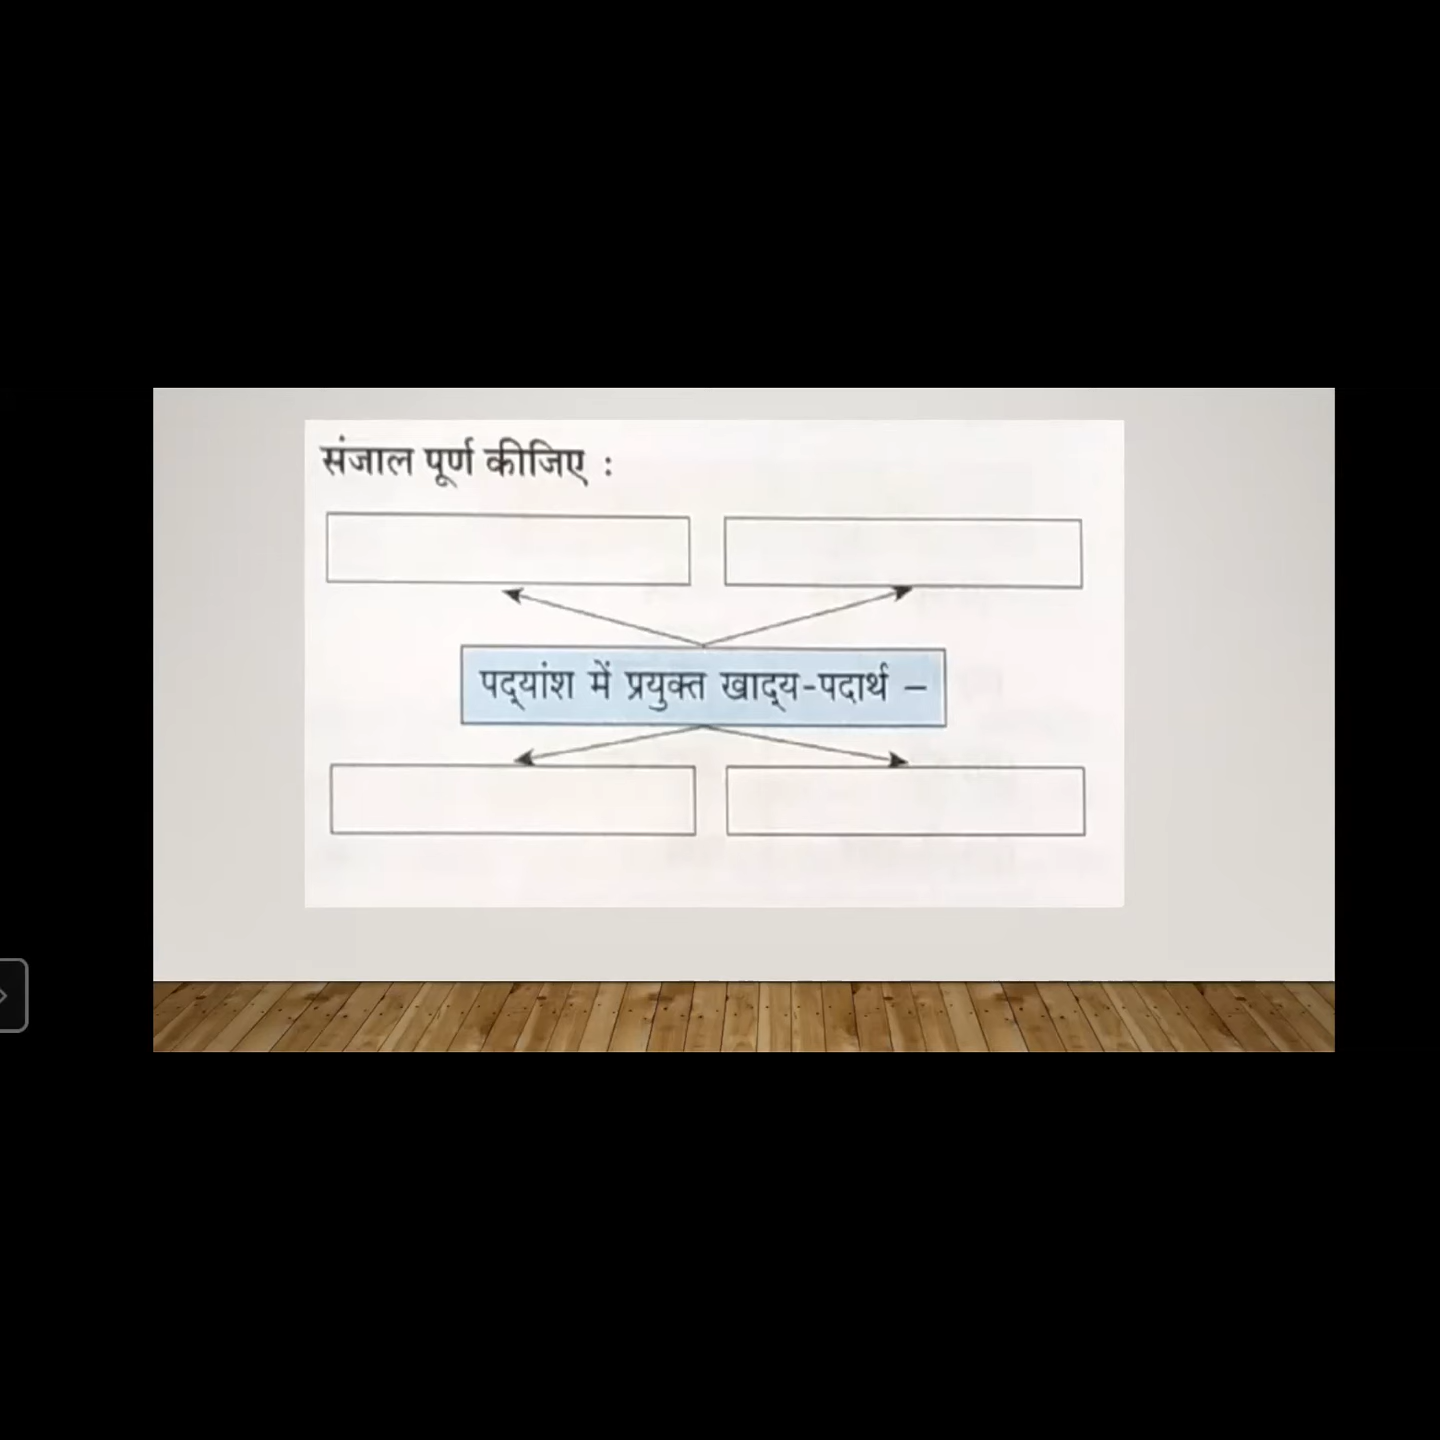 संजाल पूर्ण कीजिए :
पद्‌यांश में प्रयुक्त खाद्‌य-पदार्थ –